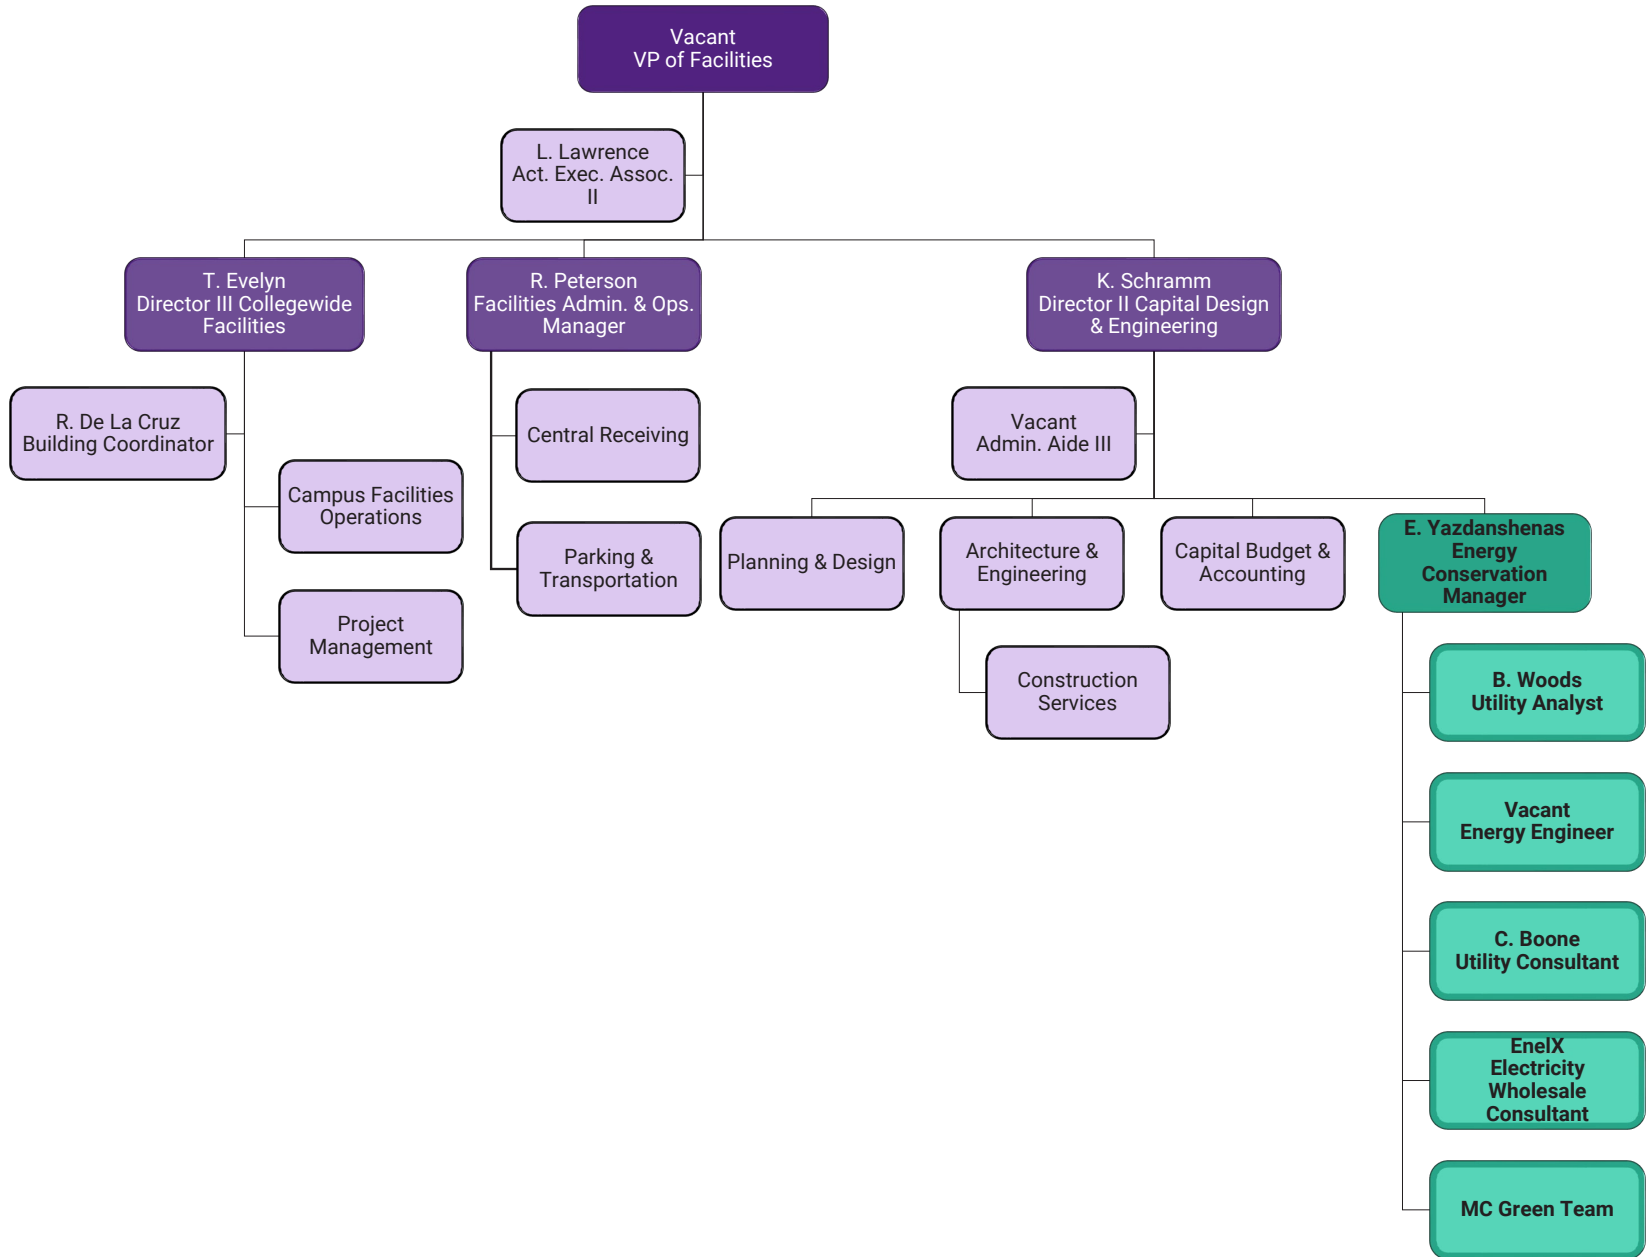 Vacant
VP of Facilities
L. Lawrence
Act. Exec. Assoc.
II
T. Evelyn
Director III Collegewide
Facilities
R. Peterson
Facilities Admin. & Ops.
Manager
K. Schramm
Director II Capital Design
& Engineering
R. De La Cruz
Building Coordinator
Campus Facilities
Operations
Project
Management
Central Receiving
Parking &
Transportation
Vacant
Admin. Aide III
Planning & Design
Architecture &
Engineering
Construction
Services
Capital Budget &
Accounting
E. Yazdanshenas
Energy
Conservation
Manager
B. Woods
Utility Analyst
Vacant
Energy Engineer
C. Boone
Utility Consultant
EnelX
Electricity
Wholesale
Consultant
MC Green Team